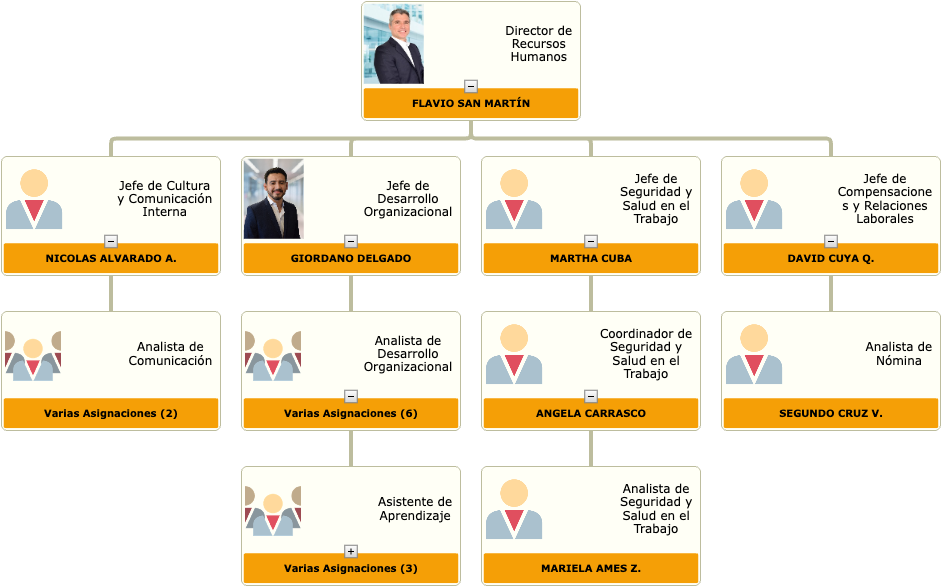 Director de
Recursos
Humanos
FLAVIO SAN MARTÍN
Jefe de Cultura
y Comunicación
Interna
NICOLAS ALVARADO A.
Jefe de
Desarrollo
Organizacional
GIORDANO DELGADO
Jefe de
Seguridad y
Salud en el
Trabajo
MARTHA CUBA
Jefe de
Compensacione
s y Relaciones
Laborales
DAVID CUYA Q.
Analista de
Comunicación
Varias Asignaciones (2)
Analista de
Desarrollo
Organizacional
Varias Asignaciones (6)
Coordinador de
Seguridad y
Salud en el
Trabajo
ANGELA CARRASCO
Analista de
Nómina
SEGUNDO CRUZ V.
Asistente de
Aprendizaje
Varias Asignaciones (3)
Analista de
Seguridad y
Salud en el
Trabajo
MARIELA AMES Z.